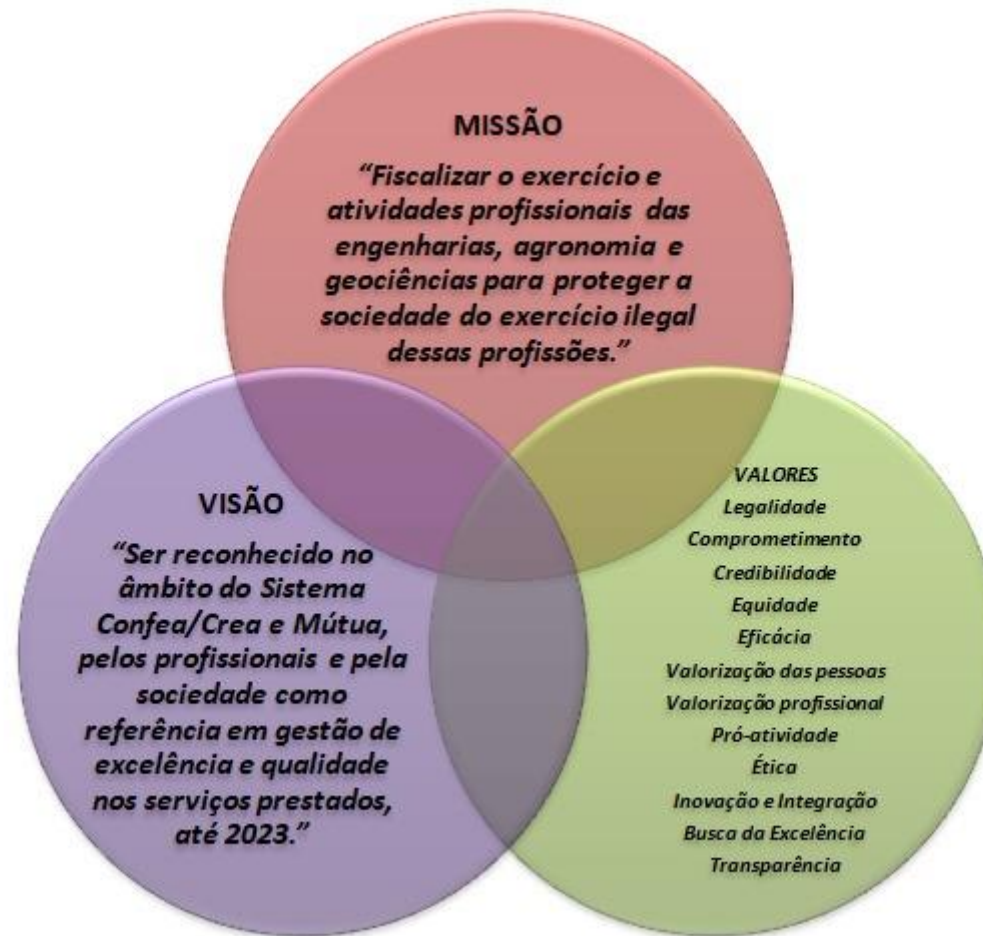 MISSÃO
“Fiscalizar o exercício e
atividades profissionais das
engenharias, agronomia e
geociências para proteger a
sociedade do exercício ilegal
dessas profissões.”
VISÃO
“Ser reconhecido no
âmbito do Sistema
Confea/Crea e Mútua,
pelos profissionais e pela
sociedade como
referência em gestão de
excelência e qualidade
nos serviços prestados,
até 2023.”
VALORES
Legalidade
Comprometimento
Credibilidade
Equidade
Eficácia
Valorização das pessoas
Valorização profissional
Pró-atividade
Ética
Inovação e Integração
Busca da Excelência
Transparência